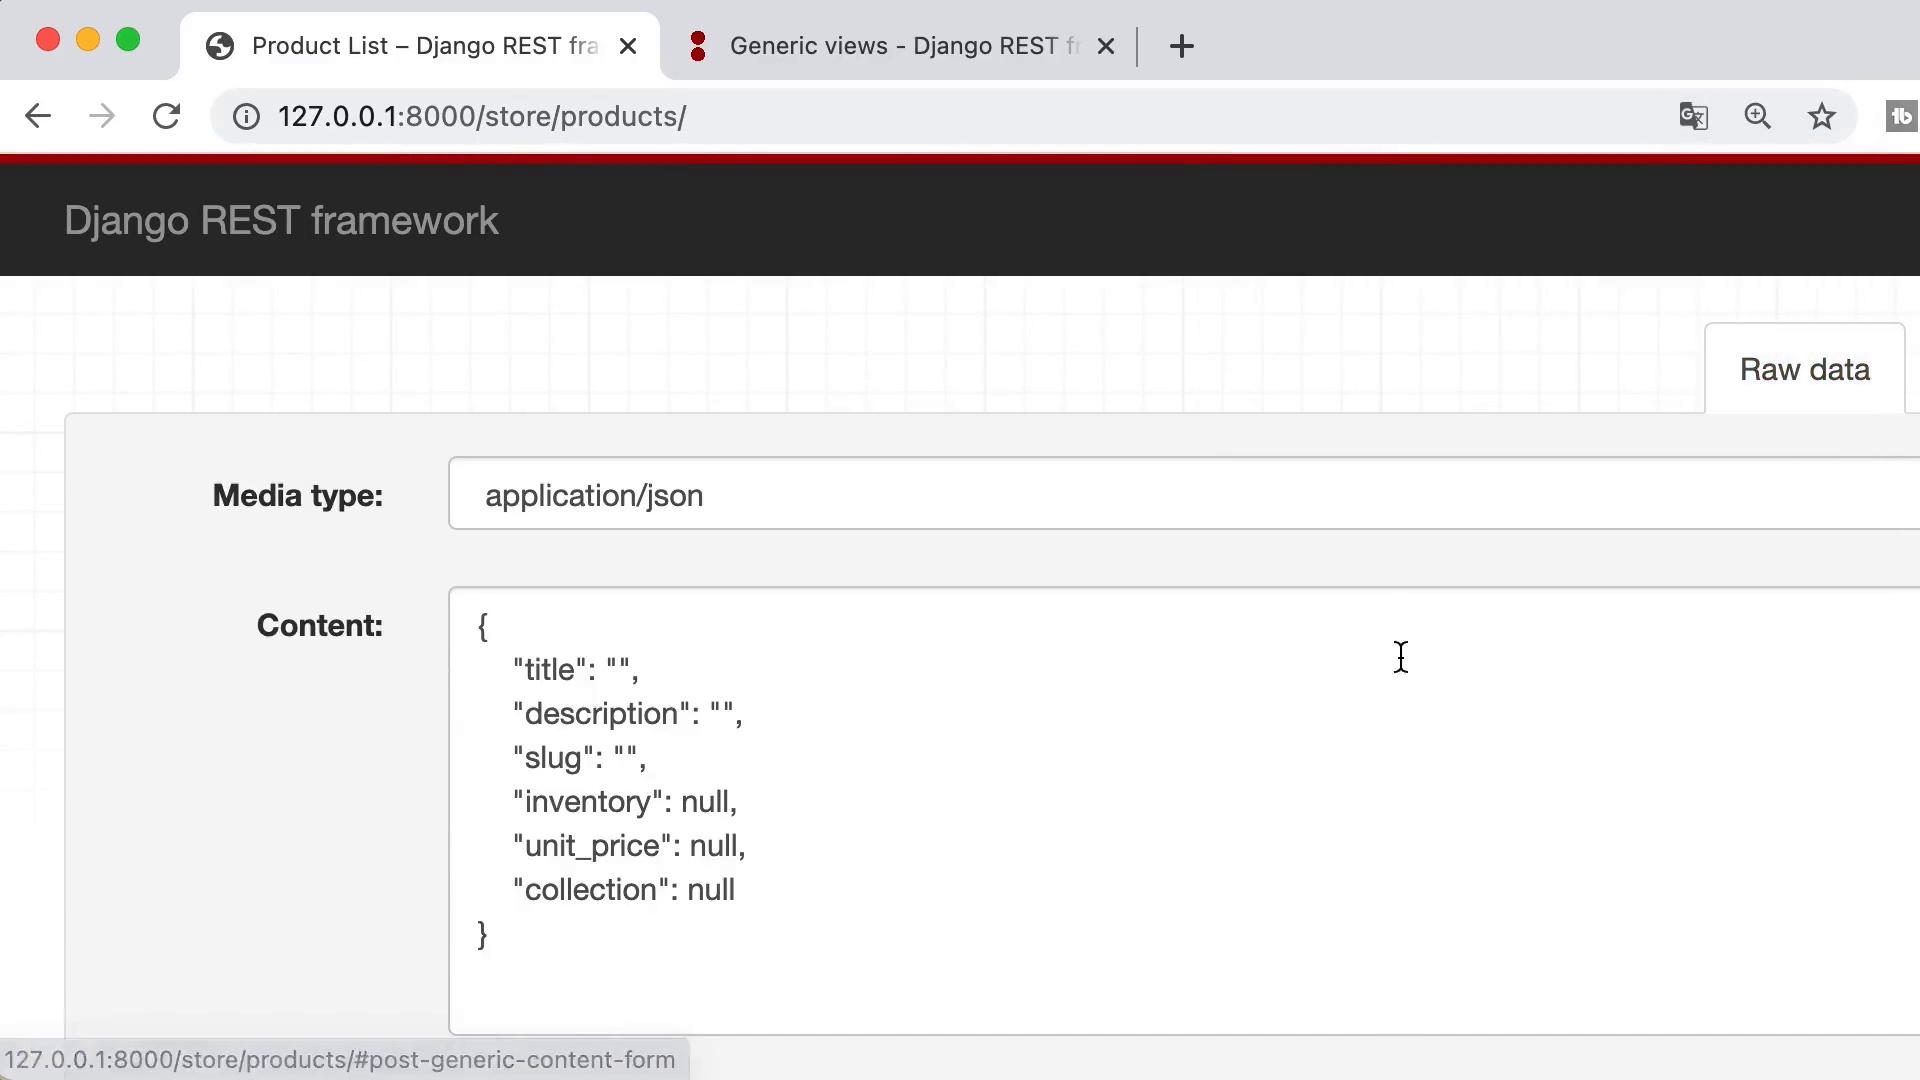 Product List – Django REST fra
Generic views - Django REST f
127.0.0.1:8000/store/products/
Django REST framework
Raw data
Media type:
application/json
Content:
{
"title": "",
"description": "",
"slug": "",
"inventory": null,
"unit_price": null,
"collection": null
}
127.0.0.1:8000/store/products/#post-generic-content-form